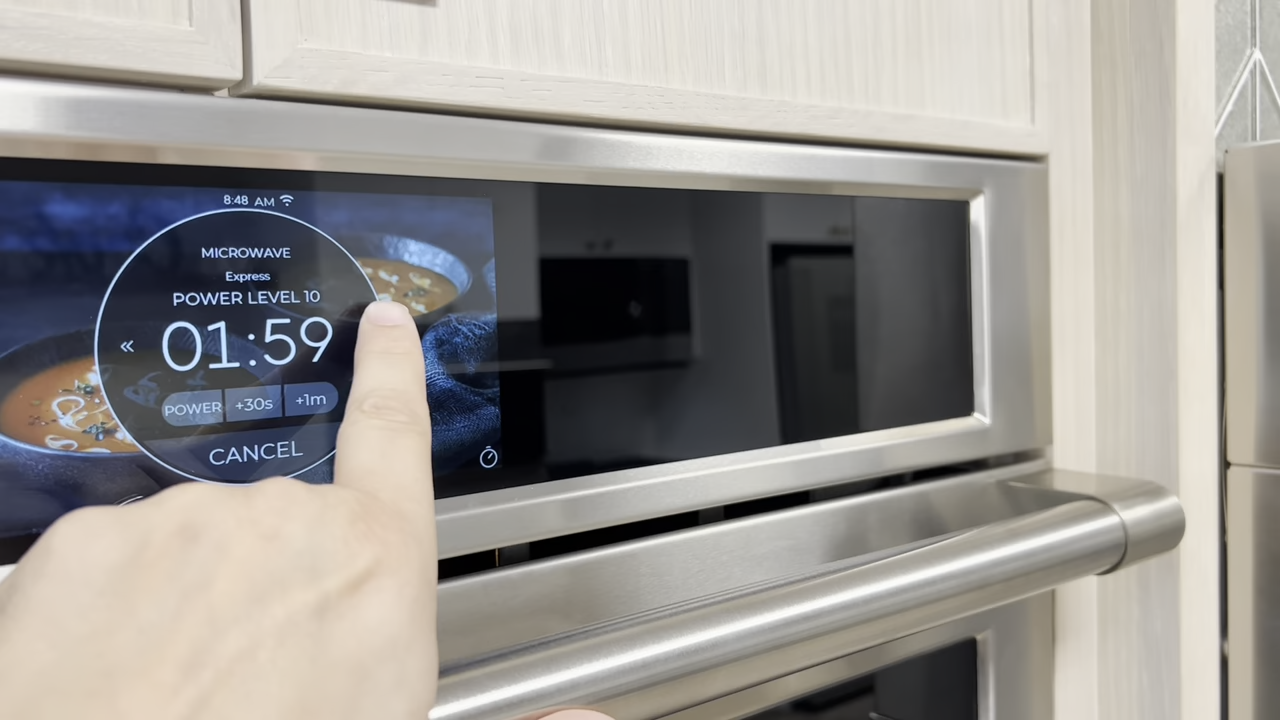 8:48 AM
MICROWAVE
Express
POWER LEVEL 10
01:59
«
POWER +30s +1m
CANCEL